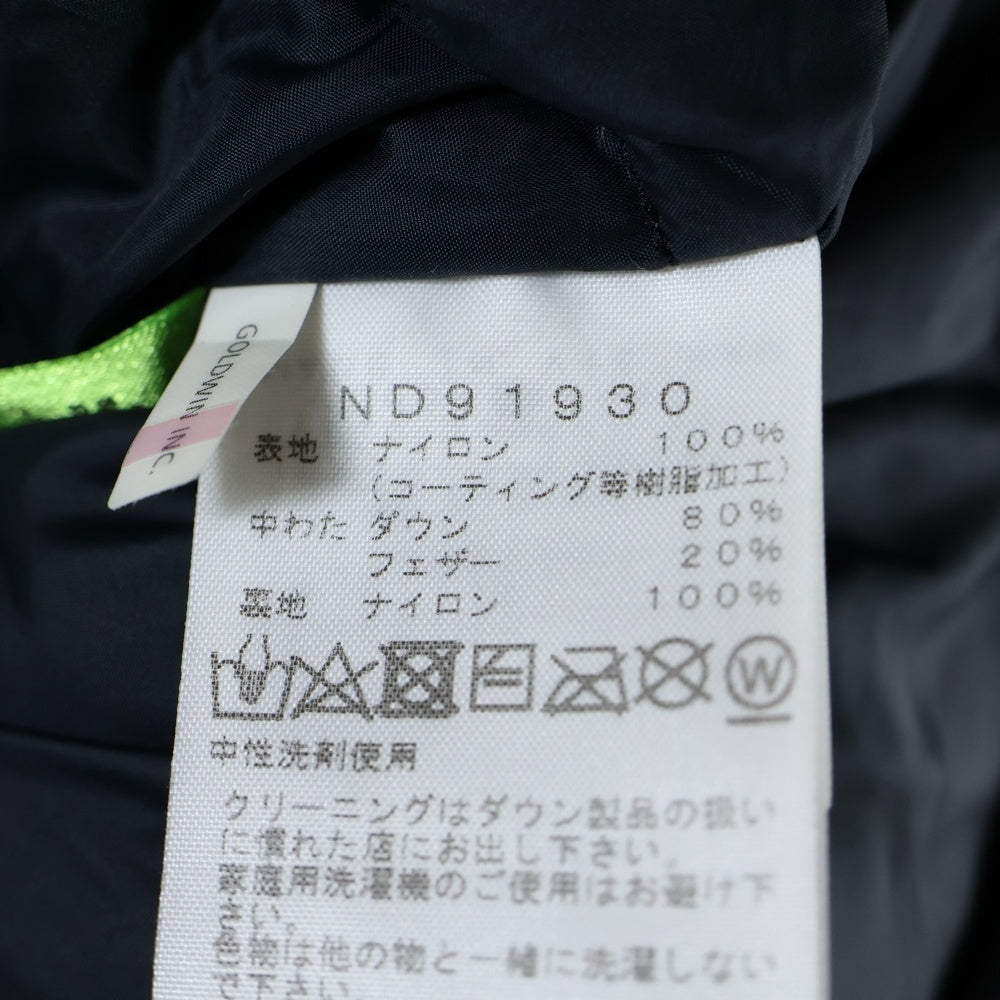 GOLDWIN INC.
ND91930
表地 ナイロン 100%
(コーティング等樹脂加工)
中わた ダウン 80%
フェザー 20%
裏地 ナイロン 100%
W
中性洗剤使用
クリーニングはダウン製品の扱い
に慣れた店にお出し下さい。
家庭用洗濯機のご使用はお避け下
さい。
物は他の物と一緒に洗濯しない